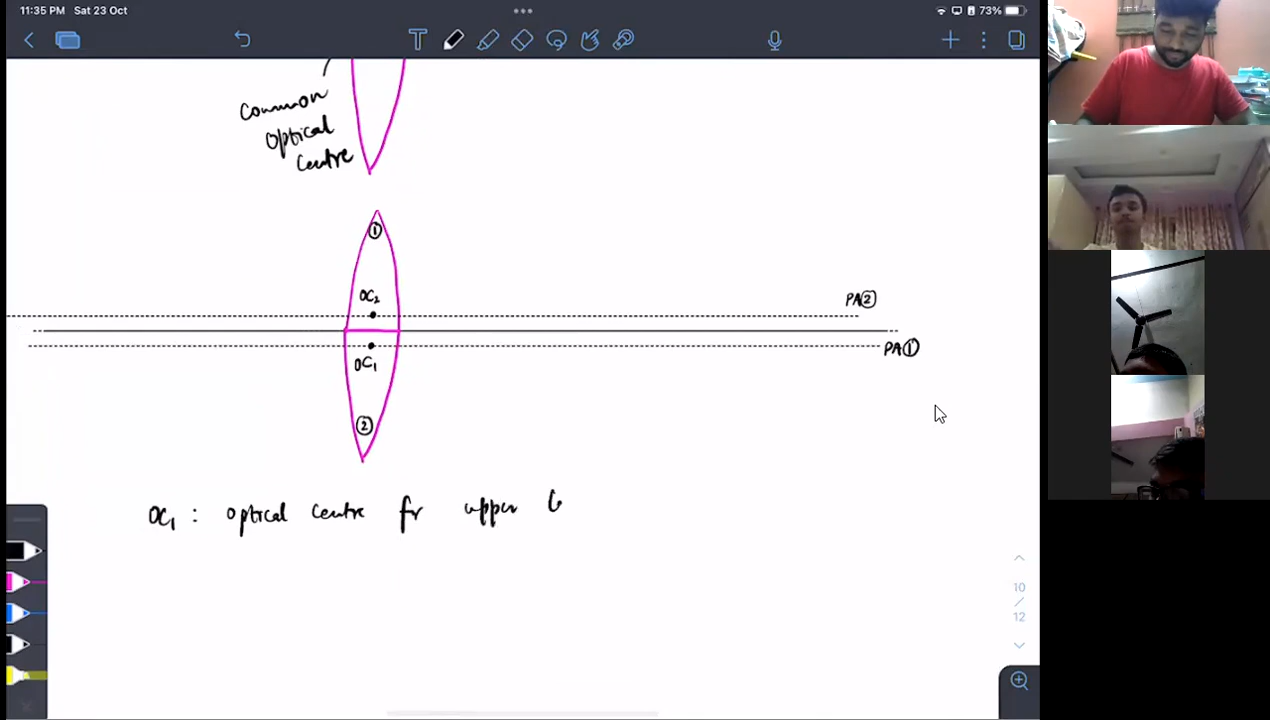 11:35 PM Sat 23 Oct
73%
T
Common
optical
centre
①
OC₂
PA②
OC₁
PA①
②
OC₁ : optical centre fr upper
10
/
12